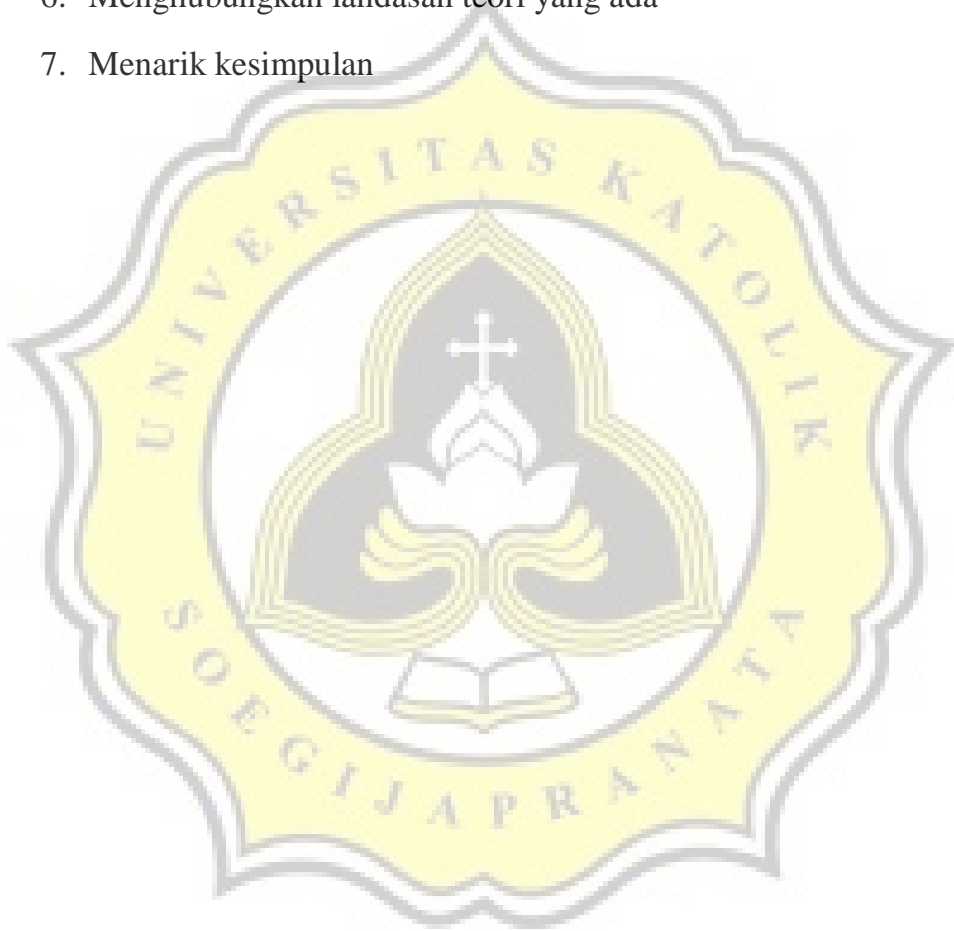 6. Menghubungkan landasan teori yang ada
7. Menarik kesimpulan
UNIVERSITAS KATOLIK
SOEGIJAPRANATA